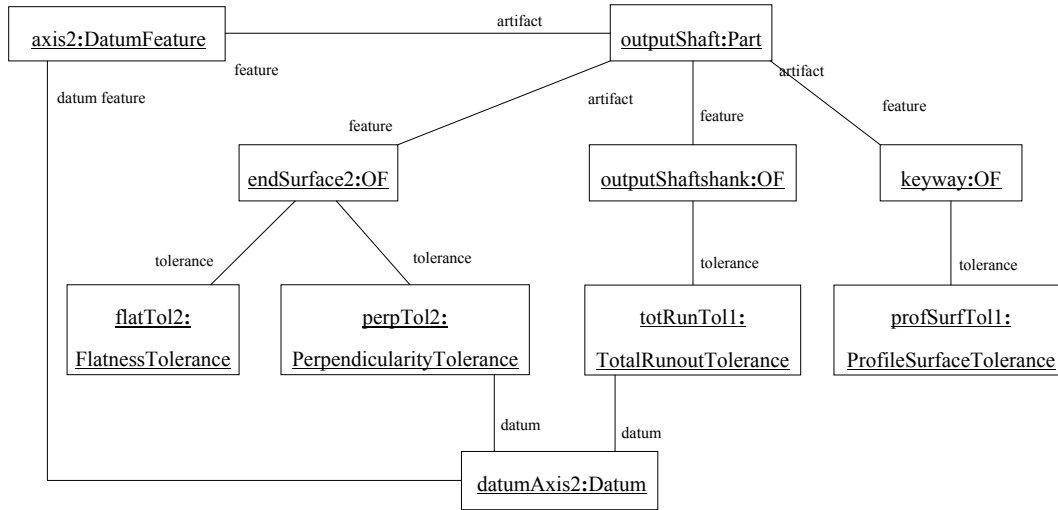 artifact
axis2:DatumFeature
outputShaft:Part
feature
artifact
datum feature
artifact
feature
feature
feature
endSurface2:OF
outputShaftshank:OF
keyway:OF
tolerance
tolerance
tolerance
tolerance
flatTol2:
FlatnessTolerance
perpTol2:
PerpendicularityTolerance
totRunTol1:
TotalRunoutTolerance
profSurfTol1:
ProfileSurfaceTolerance
datum
datum
datumAxis2:Datum